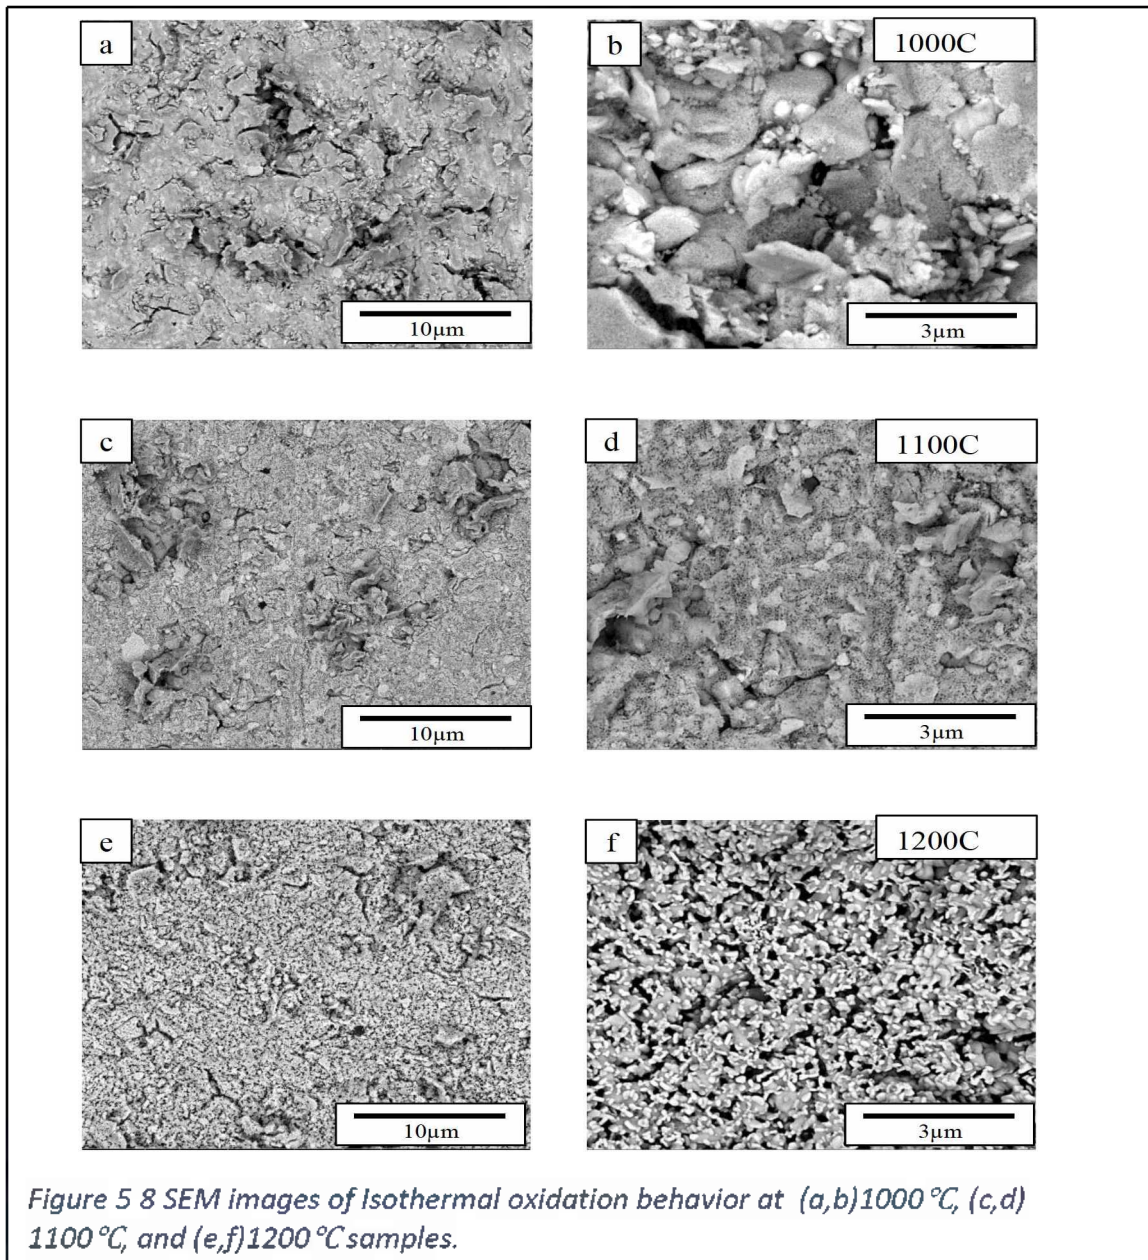 a
b
1000C
10μm
3μm
c
d
1100C
10μm
3μm
e
f
1200C
10μm
3μm
Figure 5 8 SEM images of Isothermal oxidation behavior at (a,b)1000 °C, (c,d)
1100 °C, and (e,f)1200 °C samples.